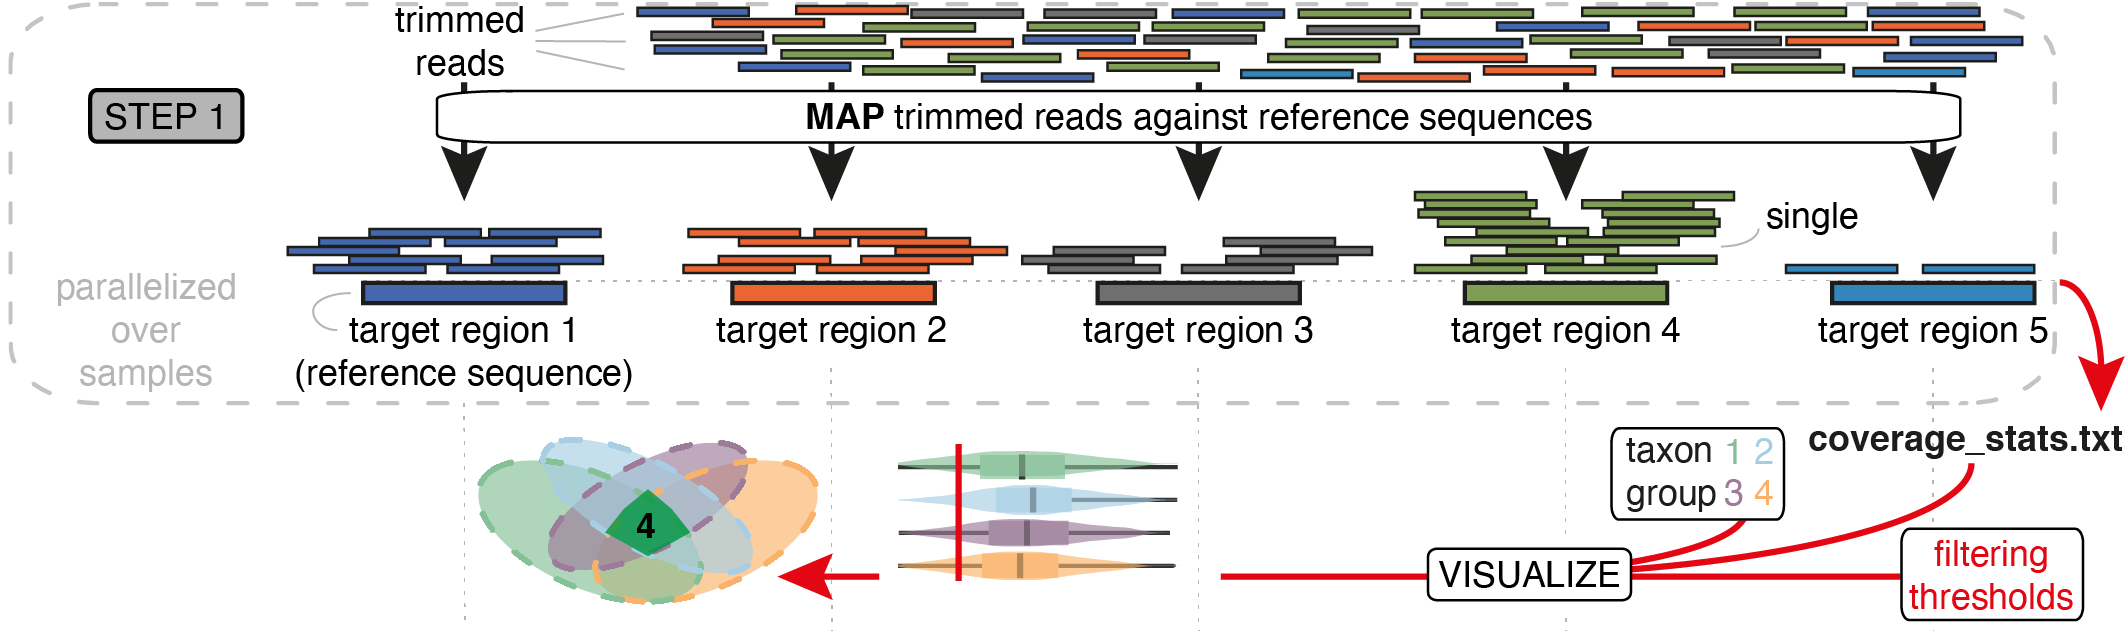 trimmed
reads
STEP 1
MAP trimmed reads against reference sequences
single
parallelized
over
samples
target region 1
(reference sequence)
target region 2
target region 3
target region 4
target region 5
coverage_stats.txt
taxon 1 2
group 3 4
4
VISUALIZE
filtering
thresholds